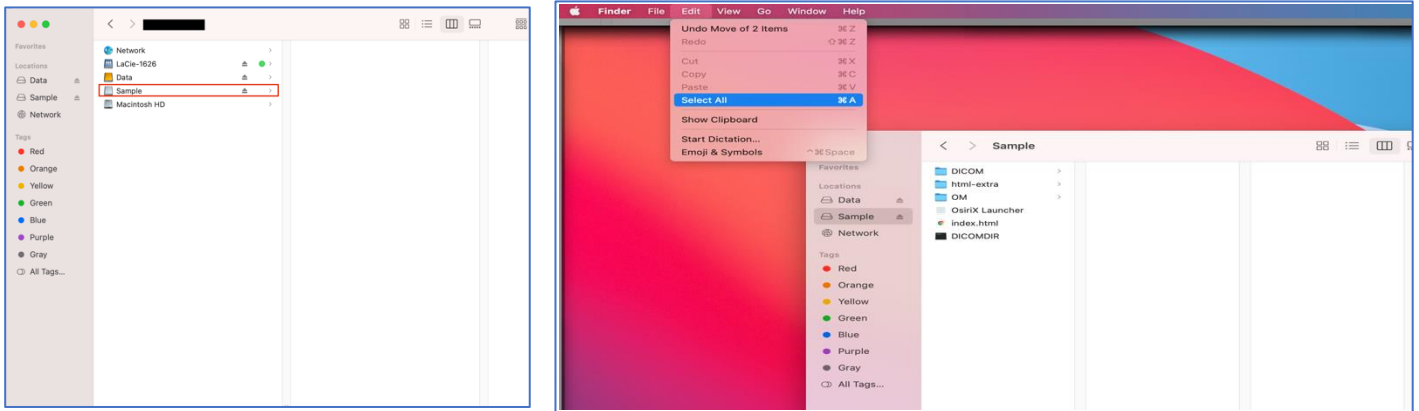 Favorites
Locations
Data
Sample
Network
Tags
Red
Orange
Yellow
Green
Blue
Purple
Gray
All Tags...
Network
LaCie-1626
Data
Sample
Macintosh HD
Finder File Edit View Go Window Help
Undo Move of 2 Items ⌘ Z
Redo ⇧ ⌘ Z
Cut ⌘ X
Copy ⌘ C
Paste ⌘ V
Select All ⌘ A
Show Clipboard
Start Dictation...
Emoji & Symbols ^⌘ Space
Favorites
Locations
Data
Sample
Network
Tags
Red
Orange
Yellow
Green
Blue
Purple
Gray
All Tags...
Sample
DICOM
html-extra
OM
OsiriX Launcher
index.html
DICOMDIR